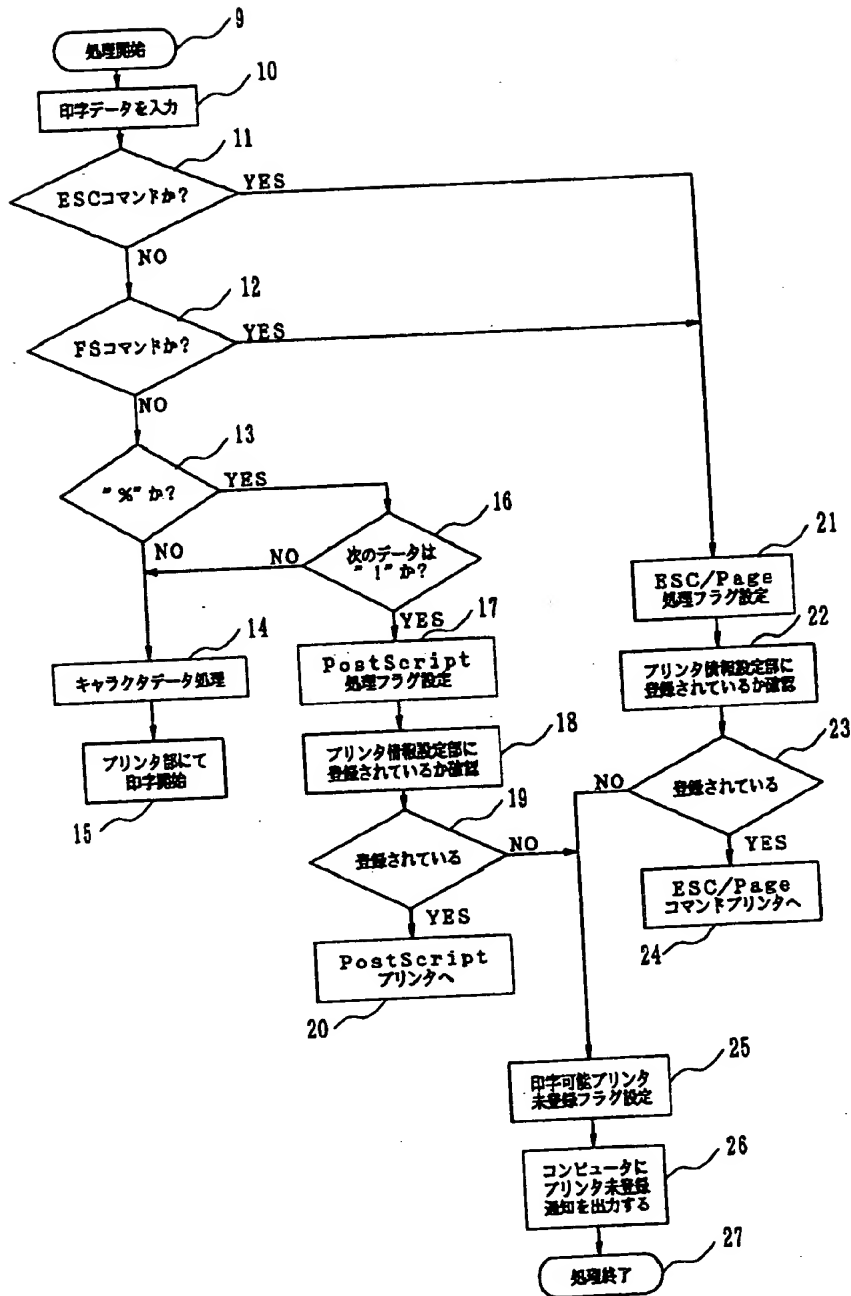 処理開始
9
印字データを入力
10
ESCコマンドか?
11
YES
NO
FSコマンドか?
12
YES
NO
"%"か?
13
YES
NO
次のデータは
"!"か?
16
NO
YES
キャラクタデータ処理
14
プリンタ部にて
印字開始
15
PostScript
処理フラグ設定
17
プリンタ情報設定部に
登録されているか確認
18
登録されている
19
NO
YES
PostScript
プリンタへ
20
ESC/Page
処理フラグ設定
21
プリンタ情報設定部に
登録されているか確認
22
登録されている
23
NO
YES
ESC/Page
コマンドプリンタへ
24
印字可能プリンタ
未登録フラグ設定
25
コンピュータに
プリンタ未登録
通知を出力する
26
処理終了
27